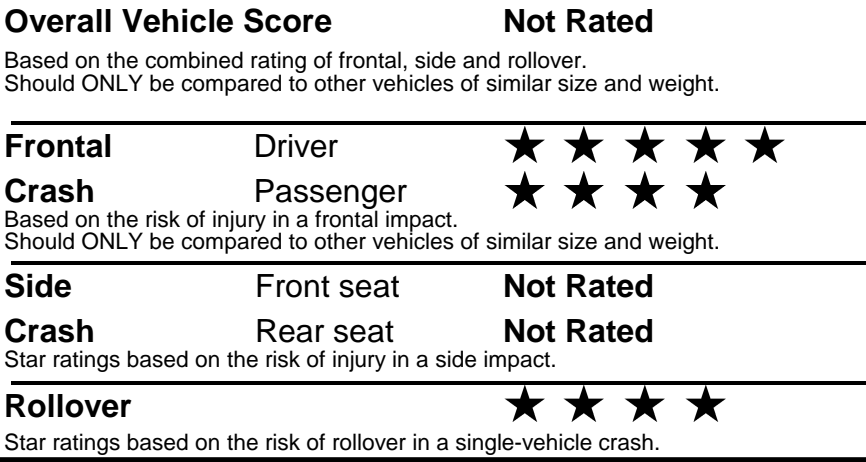 Overall Vehicle Score Not Rated
Based on the combined rating of frontal, side and rollover.
Should ONLY be compared to other vehicles of similar size and weight.
Frontal Driver ★ ★ ★ ★ ★
Crash Passenger ★ ★ ★ ★
Based on the risk of injury in a frontal impact.
Should ONLY be compared to other vehicles of similar size and weight.
Side Front seat Not Rated
Crash Rear seat Not Rated
Star ratings based on the risk of injury in a side impact.
Rollover ★ ★ ★ ★
Star ratings based on the risk of rollover in a single-vehicle crash.